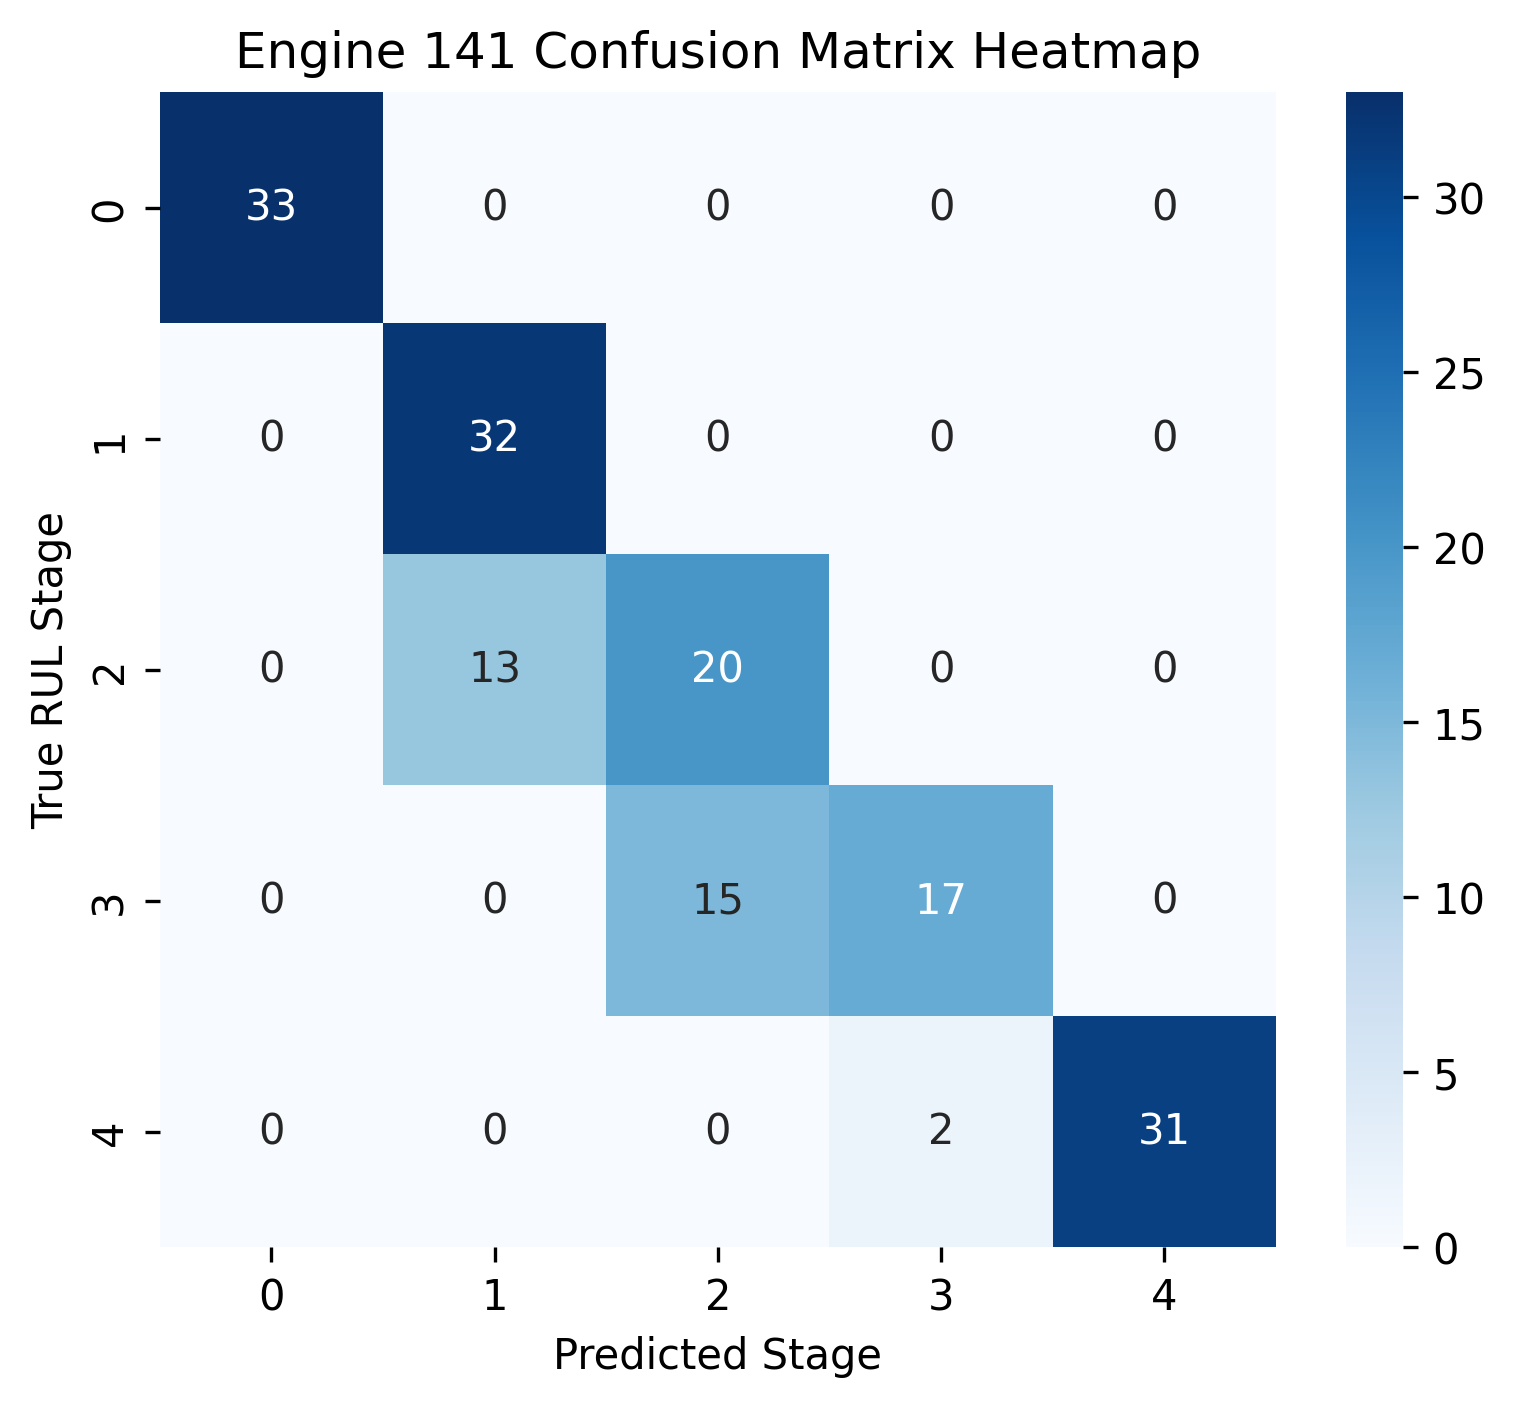 Engine 141 Confusion Matrix Heatmap
True RUL Stage
0 33 0 0 0 0
1 0 32 0 0 0
2 0 13 20 0 0
3 0 0 15 17 0
4 0 0 0 2 31
0 1 2 3 4
Predicted Stage
30
25
20
15
10
5
0